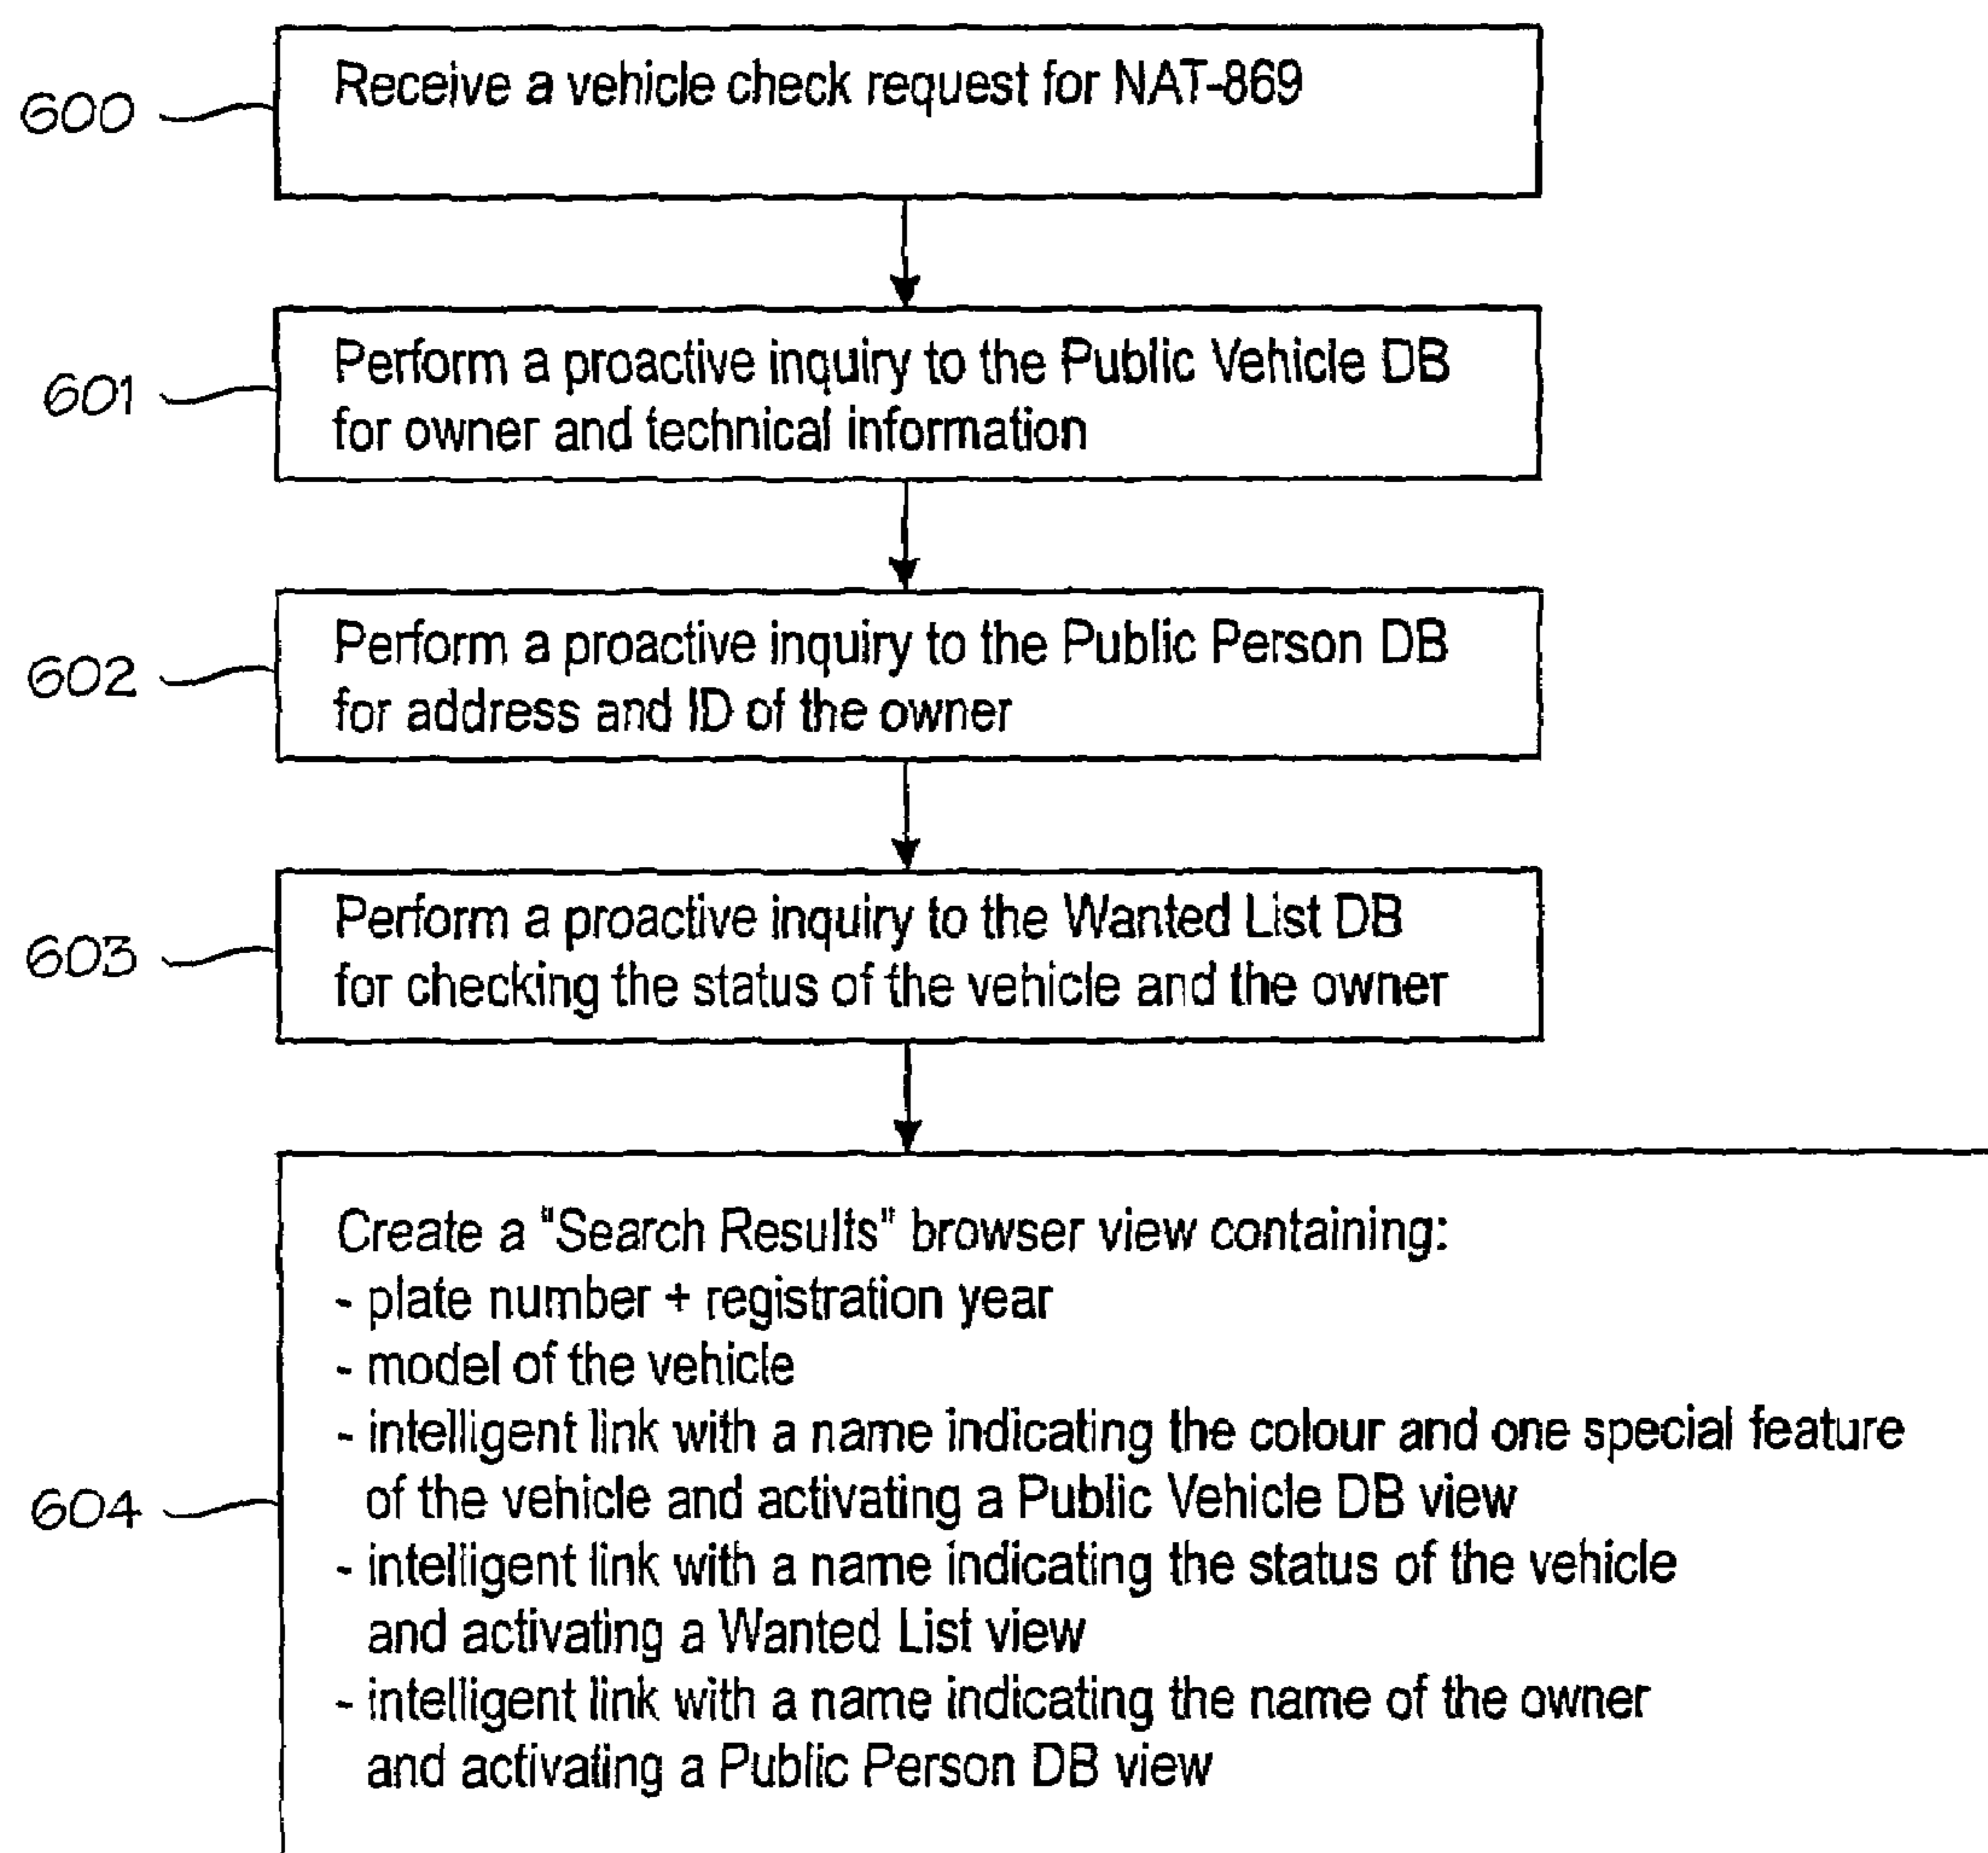 600
Receive a vehicle check request for NAT-869
601
Perform a proactive inquiry to the Public Vehicle DB
for owner and technical information
602
Perform a proactive inquiry to the Public Person DB
for address and ID of the owner
603
Perform a proactive inquiry to the Wanted List DB
for checking the status of the vehicle and the owner
604
Create a "Search Results" browser view containing:
- plate number + registration year
- model of the vehicle
- intelligent link with a name indicating the colour and one special feature
of the vehicle and activating a Public Vehicle DB view
- intelligent link with a name indicating the status of the vehicle
and activating a Wanted List view
- intelligent link with a name indicating the name of the owner
and activating a Public Person DB view